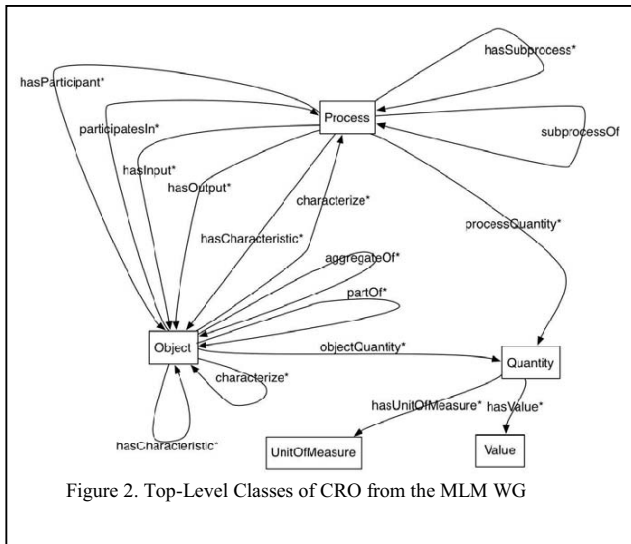 hasSubprocess*
hasParticipant*
Process
participatesIn*
subprocessOf
hasInput*
hasOutput*
characterize*
processQuantity*
hasCharacteristic*
aggregateOf*
partOf*
Object
objectQuantity*
Quantity
characterize*
hasUnitOfMeasure*
hasValue*
hasCharacteristic*
UnitOfMeasure
Value
Figure 2. Top-Level Classes of CRO from the MLM WG